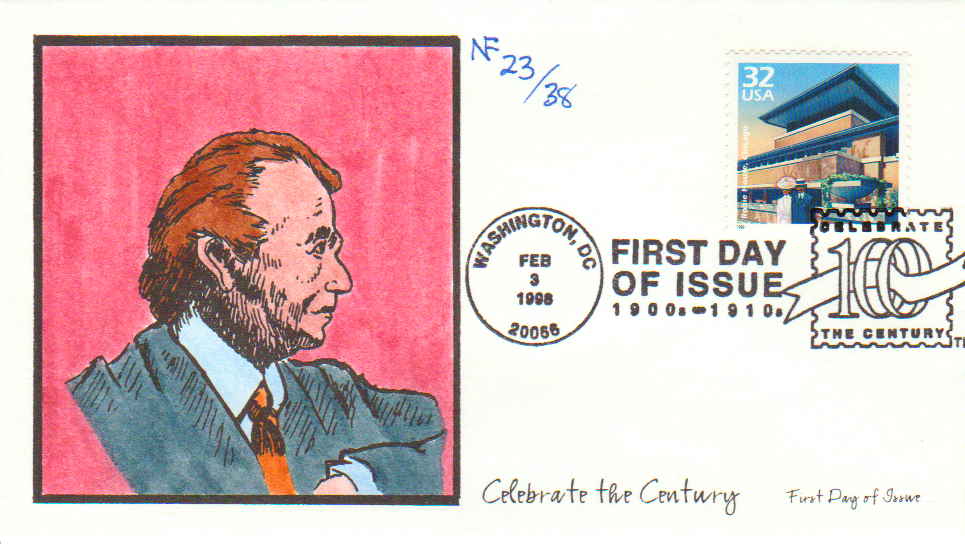 NF 23/38
32
USA
WASHINGTON, DC
FEB
3
1998
20066
FIRST DAY
OF ISSUE
1900s - 1910s
CELEBRATE
100
THE CENTURY
Celebrate the Century
First Day of Issue